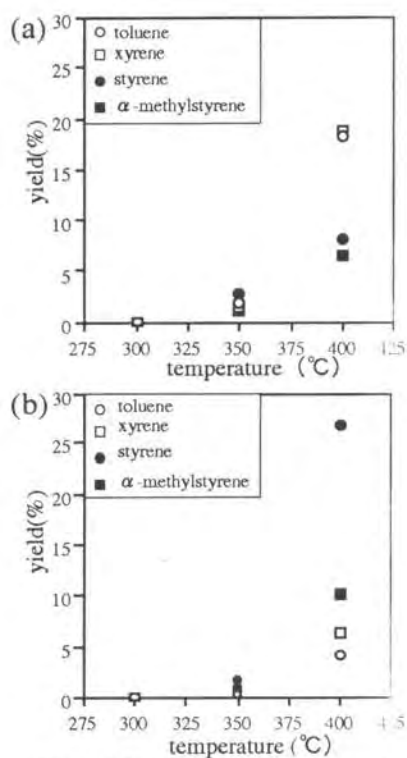 (a)
30
25
20
15
10
5
0
yield(%)
toluene
xyrene
styrene
α-methylstyrene
275 300 325 350 375 400 425
temperature (℃)
(b)
30
25
20
15
10
5
0
yield(%)
toluene
xyrene
styrene
α-methylstyrene
275 300 325 350 375 400
temperature (℃)